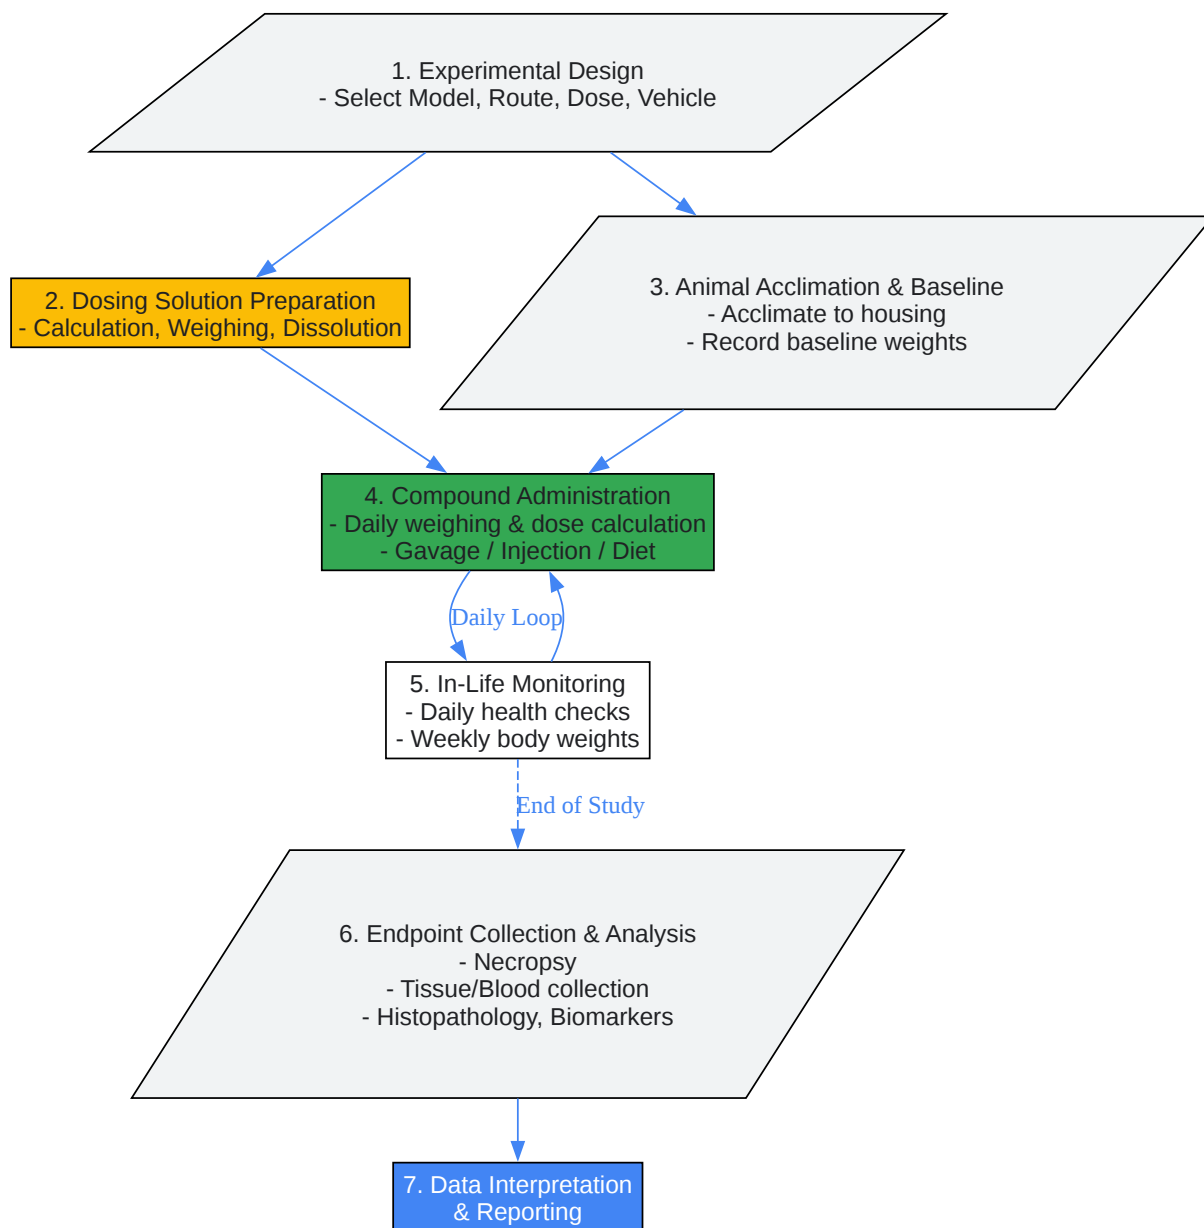 1. Experimental Design
- Select Model, Route, Dose, Vehicle
2. Dosing Solution Preparation
- Calculation, Weighing, Dissolution
3. Animal Acclimation & Baseline
- Acclimate to housing
- Record baseline weights
4. Compound Administration
- Daily weighing & dose calculation
- Gavage / Injection / Diet
Daily Loop
5. In-Life Monitoring
- Daily health checks
- Weekly body weights
End of Study
6. Endpoint Collection & Analysis
- Necropsy
- Tissue/Blood collection
- Histopathology, Biomarkers
7. Data Interpretation
& Reporting